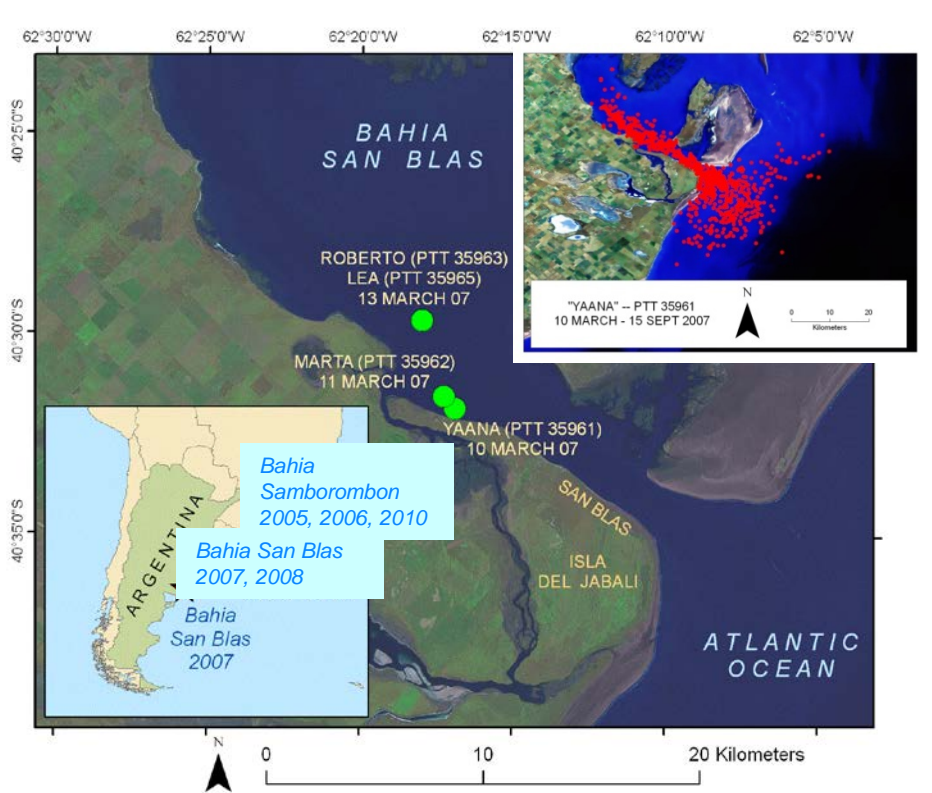 62°30'0"W 62°25'0"W 62°20'0"W 62°15'0"W 62°10'0"W 62°5'0"W
40°25'0"S
40°30'0"S
40°35'0"S
BAHIA
SAN BLAS
ROBERTO (PTT 35963)
LEA (PTT 35965)
13 MARCH 07
MARTA (PTT 35962)
11 MARCH 07
YAANA (PTT 35961)
10 MARCH 07
"YAANA" -- PTT 35961
10 MARCH - 15 SEPT 2007
N
0 10 20
Kilometers
SAN BLAS
ISLA
DEL JABALI
ATLANTIC
OCEAN
Bahia
Samborombon
2005, 2006, 2010
Bahia San Blas
2007, 2008
ARGENTINA
Bahia
San Blas
2007
N
0 10 20 Kilometers